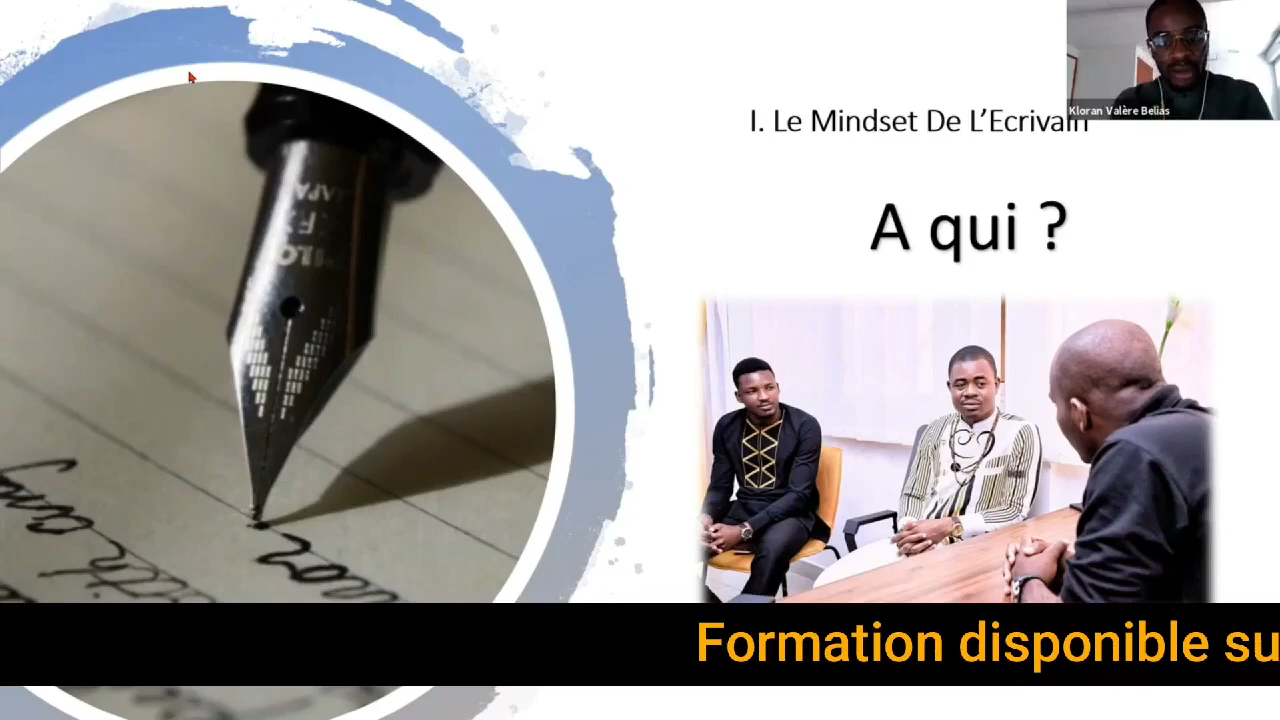 Kloran Valère Belias
I. Le Mindset De L'Ecrivain
A qui ?
Formation disponible su